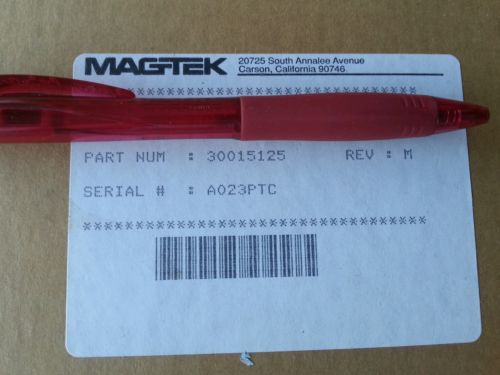 MAGTEK
20725 South Annalee Avenue
Carson, California 90746
**************************************
PART NUM : 30015125 REV : M
SERIAL # : A023PTC
**************************************